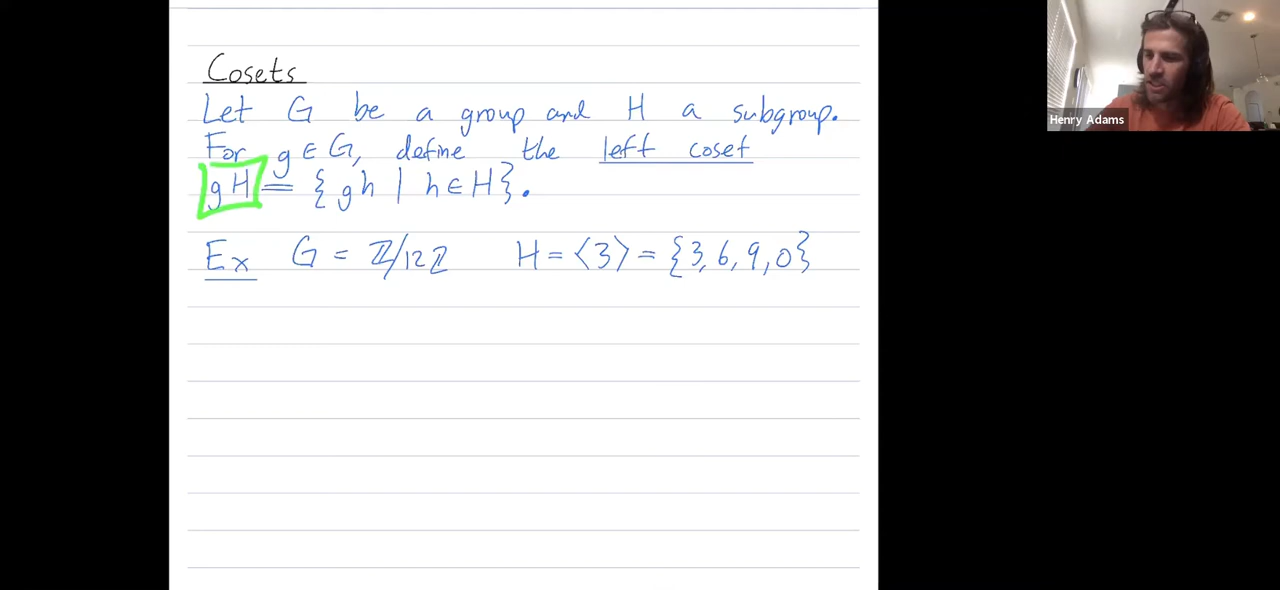 Cosets
Let G be a group and H a subgroup.
For g ∈ G, define the left coset
gH = {gh | h ∈ H}.
Ex G = ℤ/12ℤ H = ⟨3⟩ = {3, 6, 9, 0}
Henry Adams